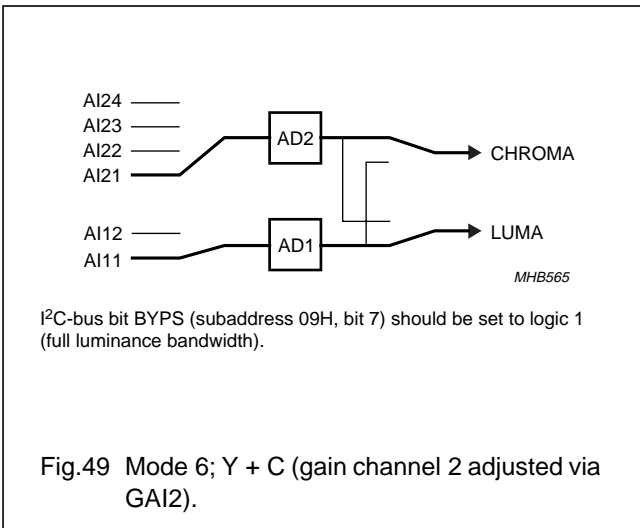 AI24
AI23
AI22
AI21
AD2
CHROMA
AI12
AI11
AD1
LUMA
MHB565
I²C-bus bit BYPS (subaddress 09H, bit 7) should be set to logic 1
(full luminance bandwidth).
Fig.49 Mode 6; Y + C (gain channel 2 adjusted via
GAI2).